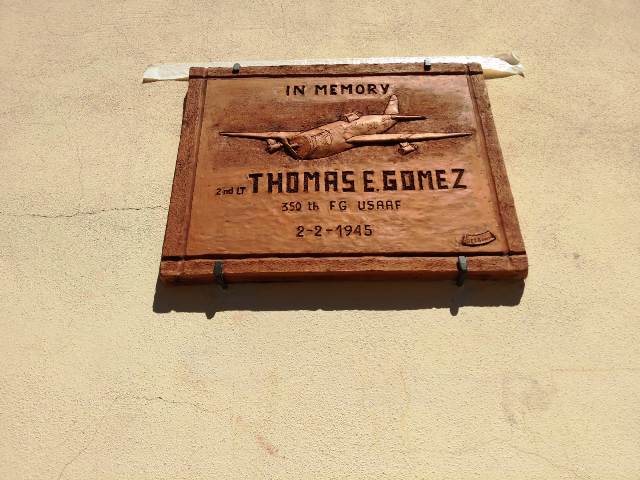 IN MEMORY
2nd LT THOMAS E. GOMEZ
350 th FG USAAF
2-2-1945